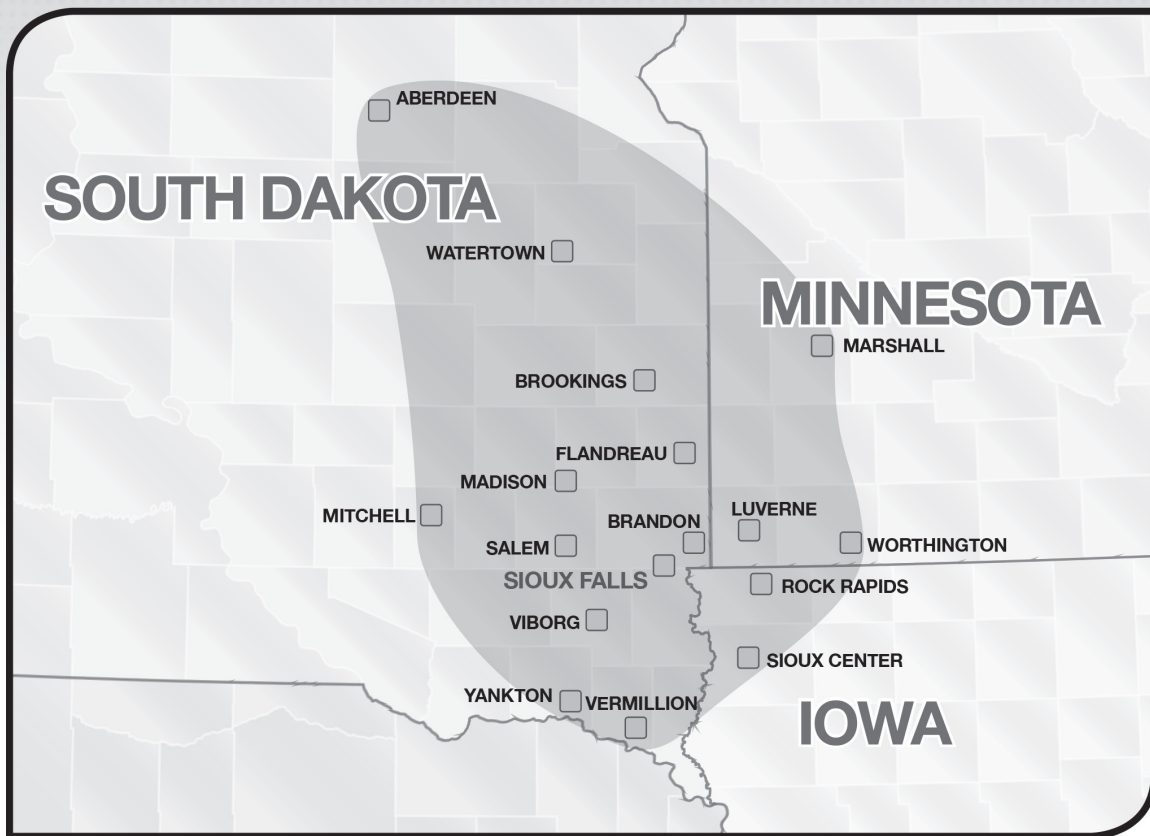 ABERDEEN
SOUTH DAKOTA
WATERTOWN
MINNESOTA
MARSHALL
BROOKINGS
FLANDREAU
MADISON
MITCHELL
LUVERNE
BRANDON
WORTHINGTON
SALEM
SIOUX FALLS
ROCK RAPIDS
VIBORG
SIOUX CENTER
YANKTON
VERMILLION
IOWA